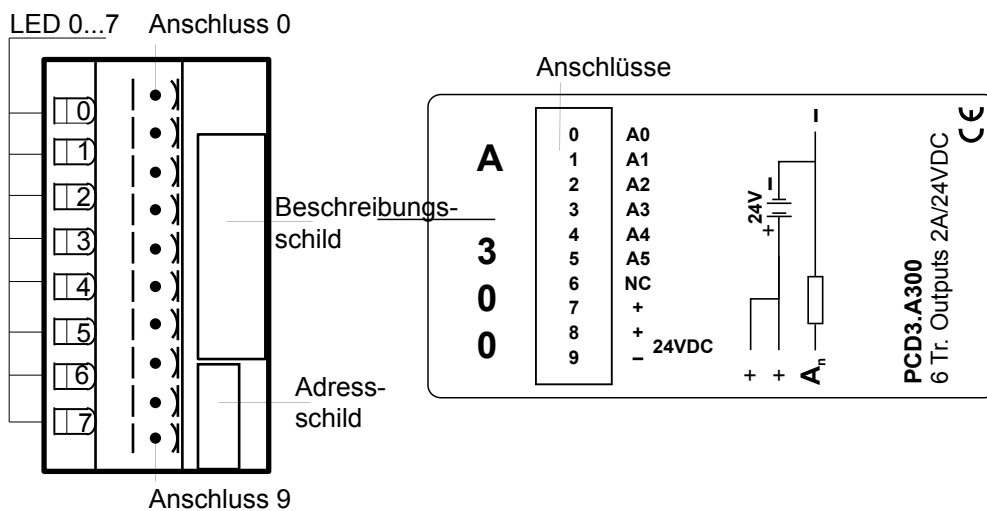 LED 0...7
Anschluss 0
0
1
2
3
4
5
6
7
Beschreibungs-
schild
Adress-
schild
Anschluss 9
Anschlüsse
A
3
0
0
0 A0
1 A1
2 A2
3 A3
4 A4
5 A5
6 NC
7 +
8 +
9 –
24VDC
–
24V
–
+
+ + An
PCD3.A300
6 Tr. Outputs 2A/24VDC
CE